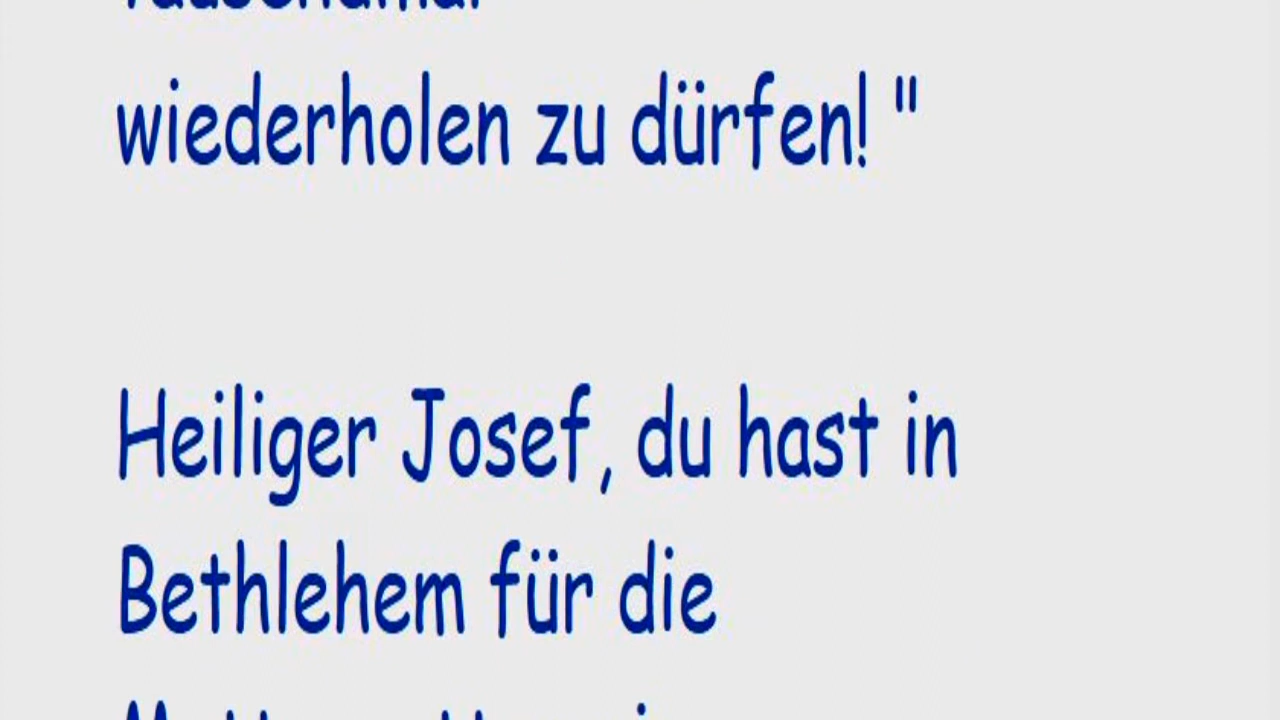 wiederholen zu dürfen! "
Heiliger Josef, du hast in
Bethlehem für die